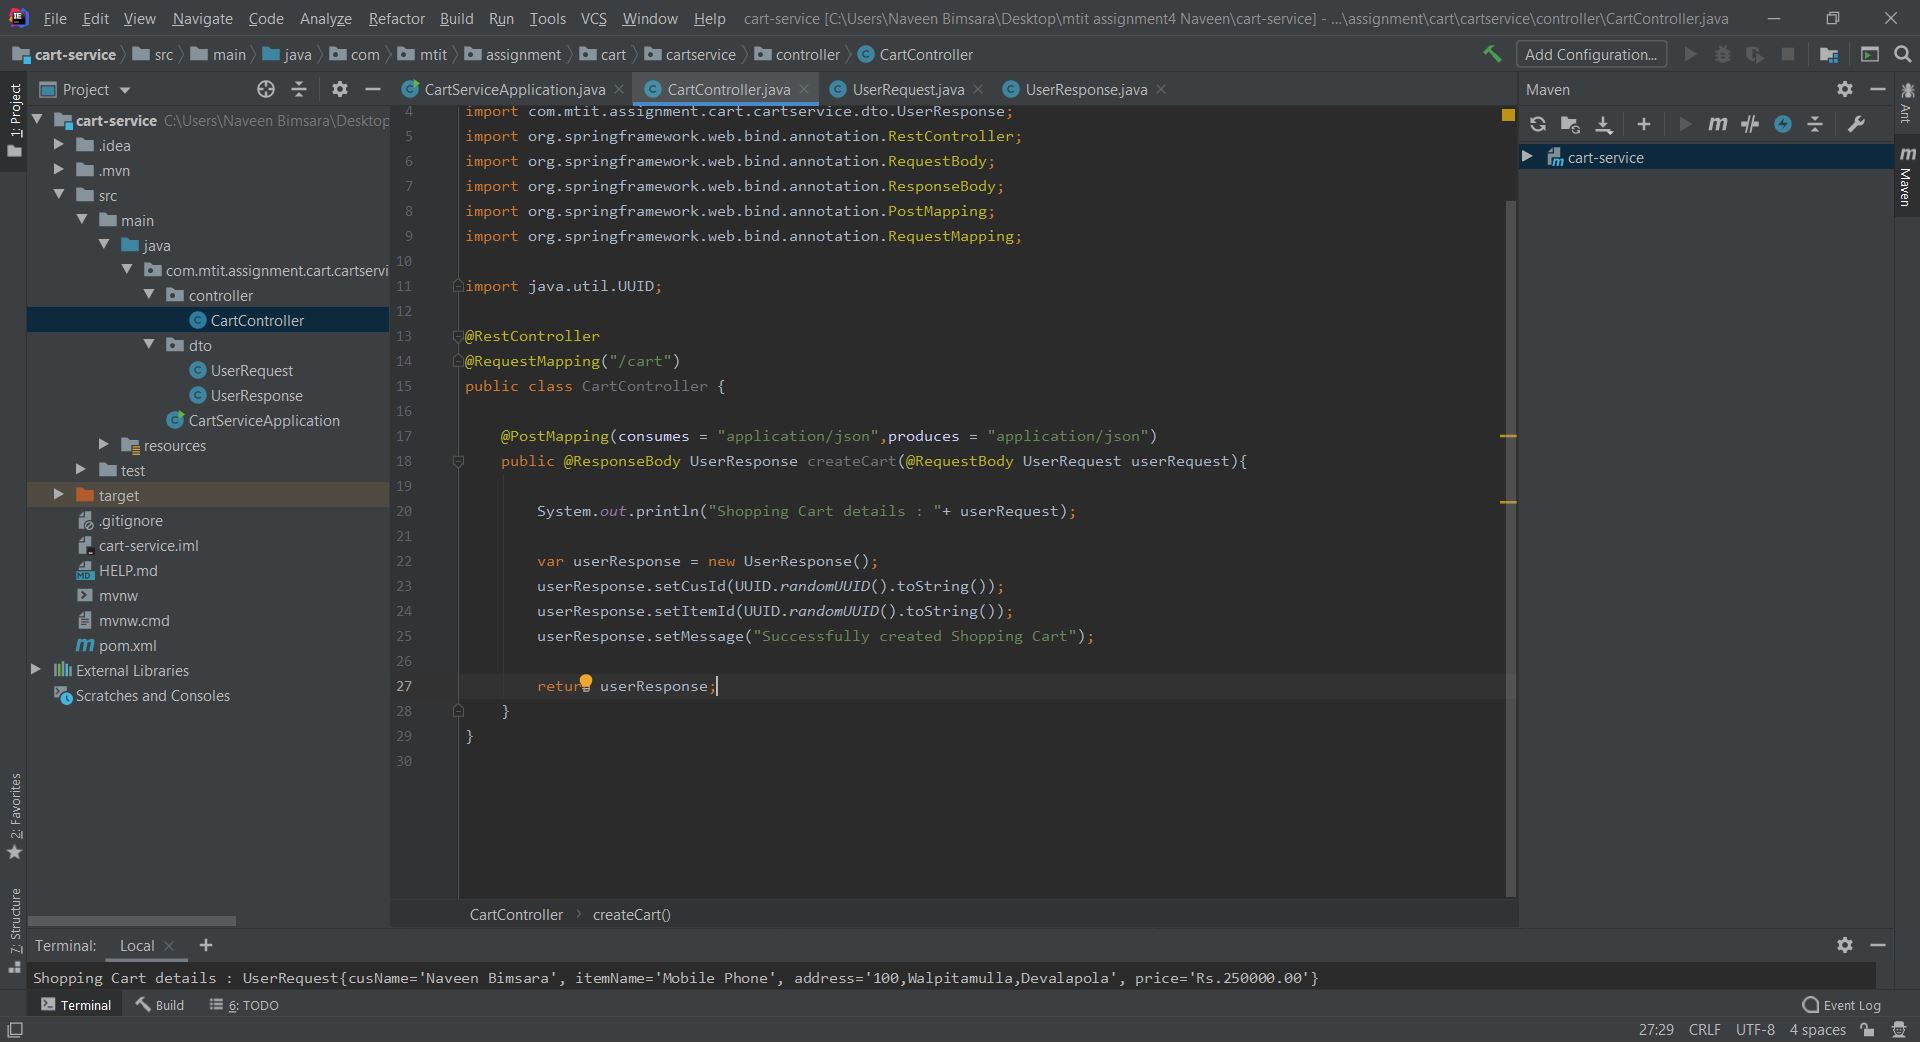 File Edit View Navigate Code Analyze Refactor Build Run Tools VCS Window Help cart-service [C:\Users\Naveen Bimsara\Desktop\mtit assignment4 Naveen\cart-service] - ...\assignment\cart\cartservice\controller\CartController.java
cart-service src main java com mtit assignment cart cartservice controller CartController Add Configuration...
1: Project
2: Favorites
7: Structure
Project
cart-service C:\Users\Naveen Bimsara\Desktop
.idea
.mvn
src
main
java
com.mtit.assignment.cart.cartservi
controller
CartController
dto
UserRequest
UserResponse
CartServiceApplication
resources
test
target
.gitignore
cart-service.iml
HELP.md
mvnw
mvnw.cmd
pom.xml
External Libraries
Scratches and Consoles
CartServiceApplication.java CartController.java UserRequest.java UserResponse.java
4 import com.mtit.assignment.cart.cartservice.dto.UserResponse;
5 import org.springframework.web.bind.annotation.RestController;
6 import org.springframework.web.bind.annotation.RequestBody;
7 import org.springframework.web.bind.annotation.ResponseBody;
8 import org.springframework.web.bind.annotation.PostMapping;
9 import org.springframework.web.bind.annotation.RequestMapping;
10
11 import java.util.UUID;
12
13 @RestController
14 @RequestMapping("/cart")
15 public class CartController {
16
17 @PostMapping(consumes = "application/json",produces = "application/json")
18 public @ResponseBody UserResponse createCart(@RequestBody UserRequest userRequest){
19
20 System.out.println("Shopping Cart details : "+ userRequest);
21
22 var userResponse = new UserResponse();
23 userResponse.setCusId(UUID.randomUUID().toString());
24 userResponse.setItemId(UUID.randomUUID().toString());
25 userResponse.setMessage("Successfully created Shopping Cart");
26
27 return userResponse;
28 }
29 }
30
CartController createCart()
Maven
cart-service
Ant
m Maven
Terminal: Local
Shopping Cart details : UserRequest{cusName='Naveen Bimsara', itemName='Mobile Phone', address='100,Walpitamulla,Devalapola', price='Rs.250000.00'}
Terminal Build 6: TODO Event Log
27:29 CRLF UTF-8 4 spaces